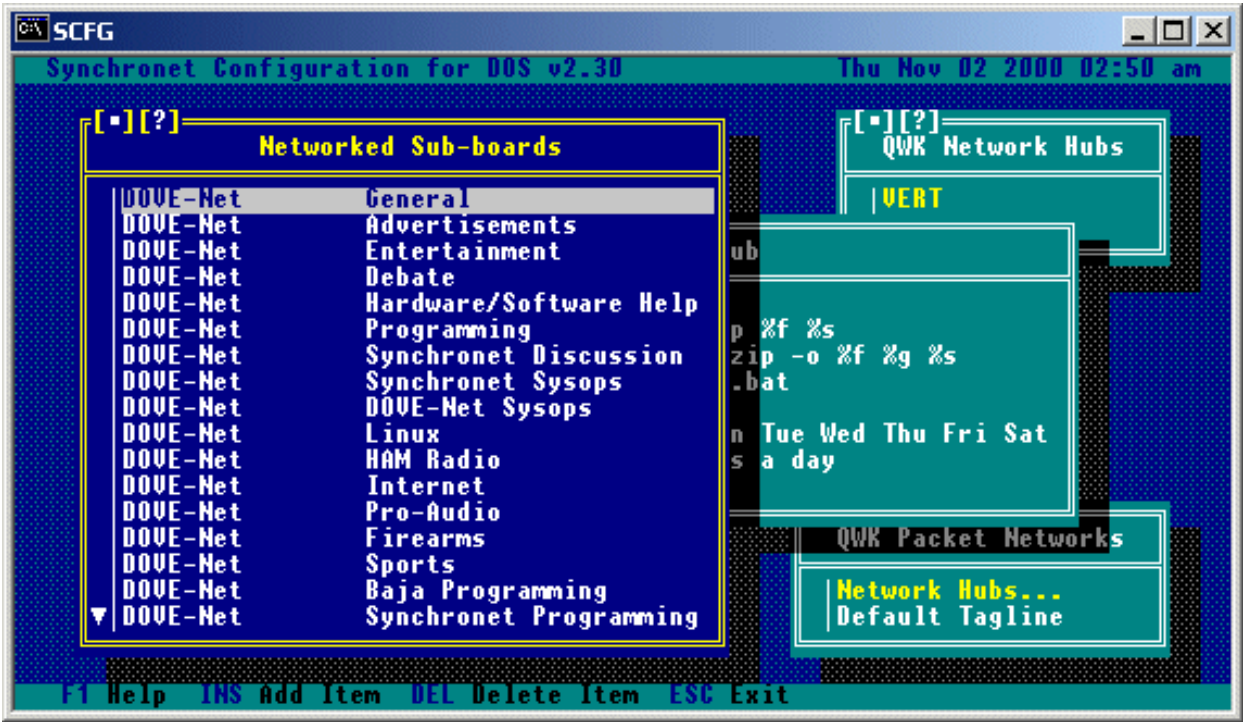 SCFG
Synchronet Configuration for DOS v2.30 Thu Nov 02 2000 02:50 am
[▪][?]
Networked Sub-boards
DOVE-Net General
DOVE-Net Advertisements
DOVE-Net Entertainment
DOVE-Net Debate
DOVE-Net Hardware/Software Help
DOVE-Net Programming
DOVE-Net Synchronet Discussion
DOVE-Net Synchronet Sysops
DOVE-Net DOVE-Net Sysops
DOVE-Net Linux
DOVE-Net HAM Radio
DOVE-Net Internet
DOVE-Net Pro-Audio
DOVE-Net Firearms
DOVE-Net Sports
DOVE-Net Baja Programming
DOVE-Net Synchronet Programming
[▪][?]
QWK Network Hubs
VERT
ub
p %f %s
zip -o %f %g %s
.bat
n Tue Wed Thu Fri Sat
s a day
QWK Packet Networks
Network Hubs...
Default Tagline
F1 Help INS Add Item DEL Delete Item ESC Exit